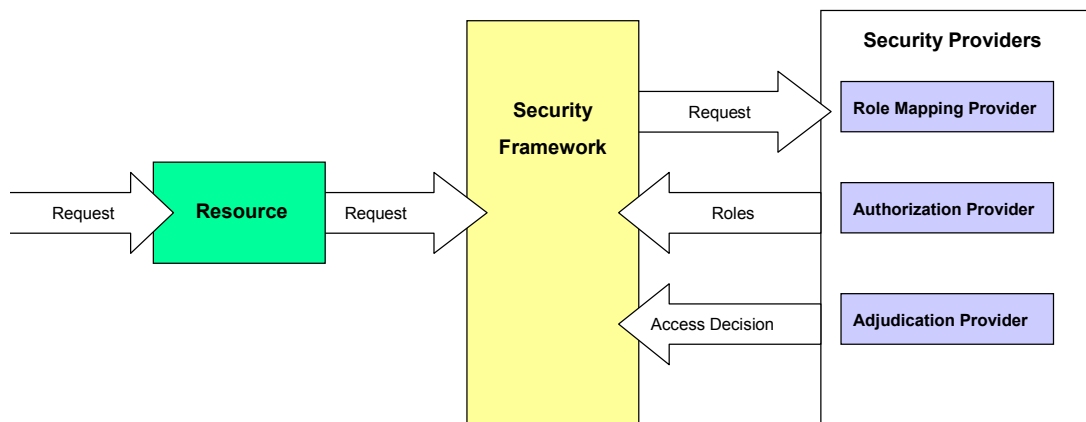 Security Providers
Security
Framework
Request
Role Mapping Provider
Request
Resource
Request
Roles
Authorization Provider
Access Decision
Adjudication Provider